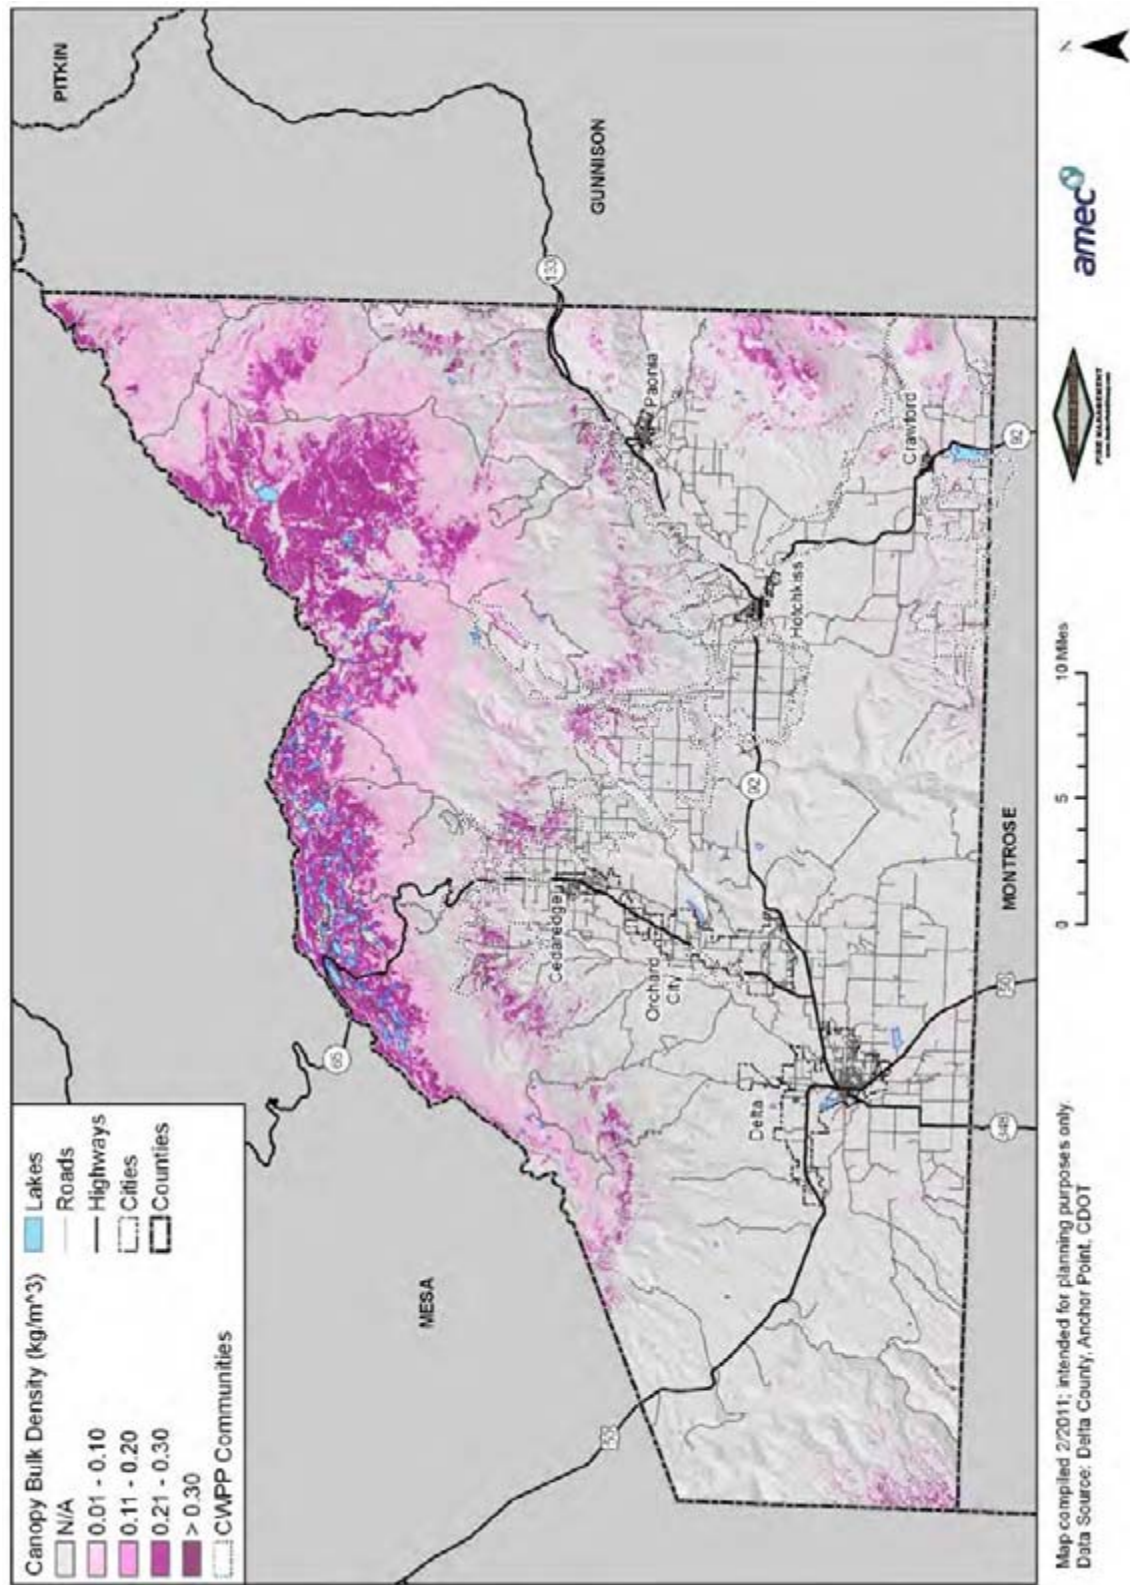 Canopy Bulk Density (kg/m^3)
N/A
0.01 - 0.10
0.11 - 0.20
0.21 - 0.30
> 0.30
CWPP Communities
Lakes
Roads
Highways
Cities
Counties
PITKIN
GUNNISON
MESA
MONTROSE
65
133
Paonia
Cedaredge
Orchard
City
Crawford
Hotchkiss
92
Delta
92
50
348
0
5
10 Miles
N
amec
FIRE MANAGEMENT
Map compiled 2/2011; intended for planning purposes only.
Data Source: Delta County, Anchor Point, CDOT